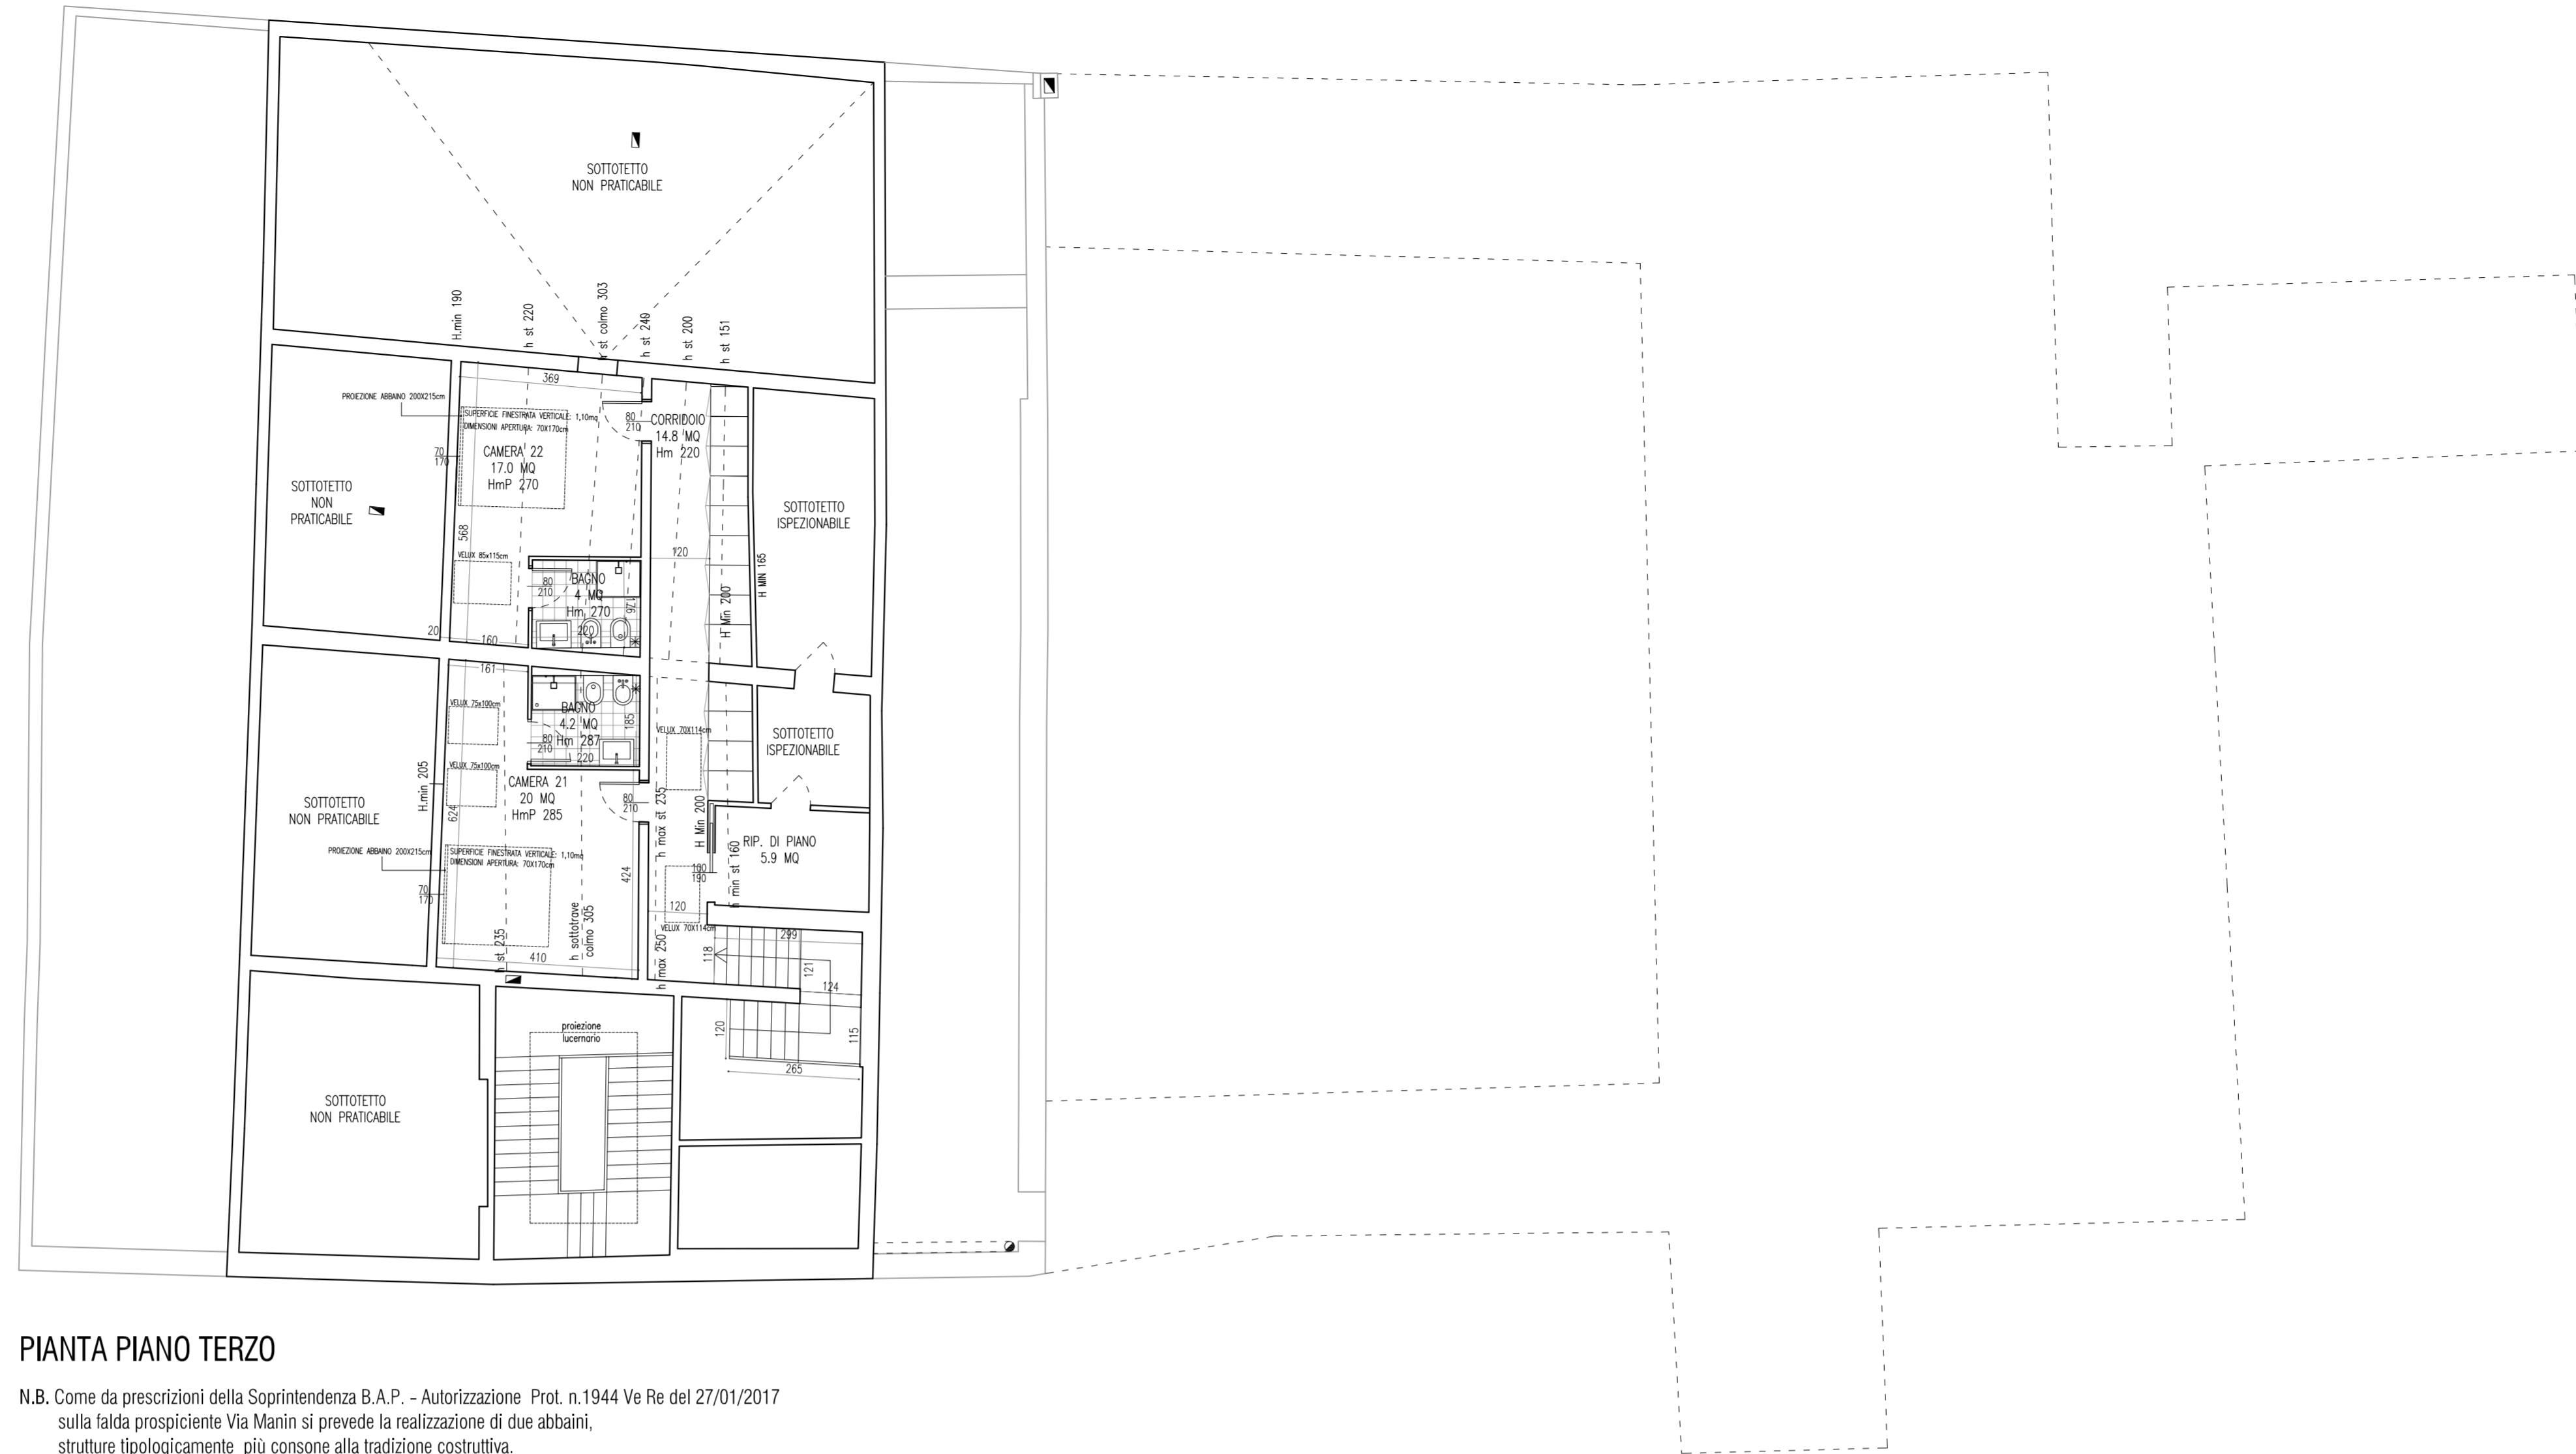 SOTTOTETTO
NON PRATICABILE
H.min 190
h st 220
h st colmo 303
h st 240
h st 200
h st 151
369
PROIEZIONE ABBAINO 200X215cm
SUPERFICIE FINESTRATA VERTICALE: 1,10mq
DIMENSIONI APERTURA: 70X170cm
80
210
CORRIDOIO
14.8 MQ
Hm 220
70
170
CAMERA 22
17.0 MQ
HmP 270
SOTTOTETTO
NON
PRATICABILE
SOTTOTETTO
ISPEZIONABILE
568
VELUX 85x115cm
120
H MIN 165
80
210
BAGNO
4 MQ
Hm 270
176
H Min 200
220
20
160
161
VELUX 75x100cm
BAGNO
4.2 MQ
Hm 287
185
80
210
220
VELUX 70X114cm
SOTTOTETTO
ISPEZIONABILE
VELUX 75x100cm
H.min 205
624
CAMERA 21
20 MQ
HmP 285
80
210
h max st 235
H Min 200
SOTTOTETTO
NON PRATICABILE
RIP. DI PIANO
5.9 MQ
PROIEZIONE ABBAINO 200X215cm
SUPERFICIE FINESTRATA VERTICALE: 1,10mq
DIMENSIONI APERTURA: 70X170cm
424
100
190
h min st 160
70
170
120
VELUX 70X114cm
h st 235
h sottotrave
colmo 305
h max 250
410
299
118
121
124
proiezione
lucernario
120
115
265
SOTTOTETTO
NON PRATICABILE
PIANTA PIANO TERZO
N.B. Come da prescrizioni della Soprintendenza B.A.P. - Autorizzazione Prot. n.1944 Ve Re del 27/01/2017
sulla falda prospiciente Via Manin si prevede la realizzazione di due abbaini,
strutture tipologicamente più consone alla tradizione costruttiva.